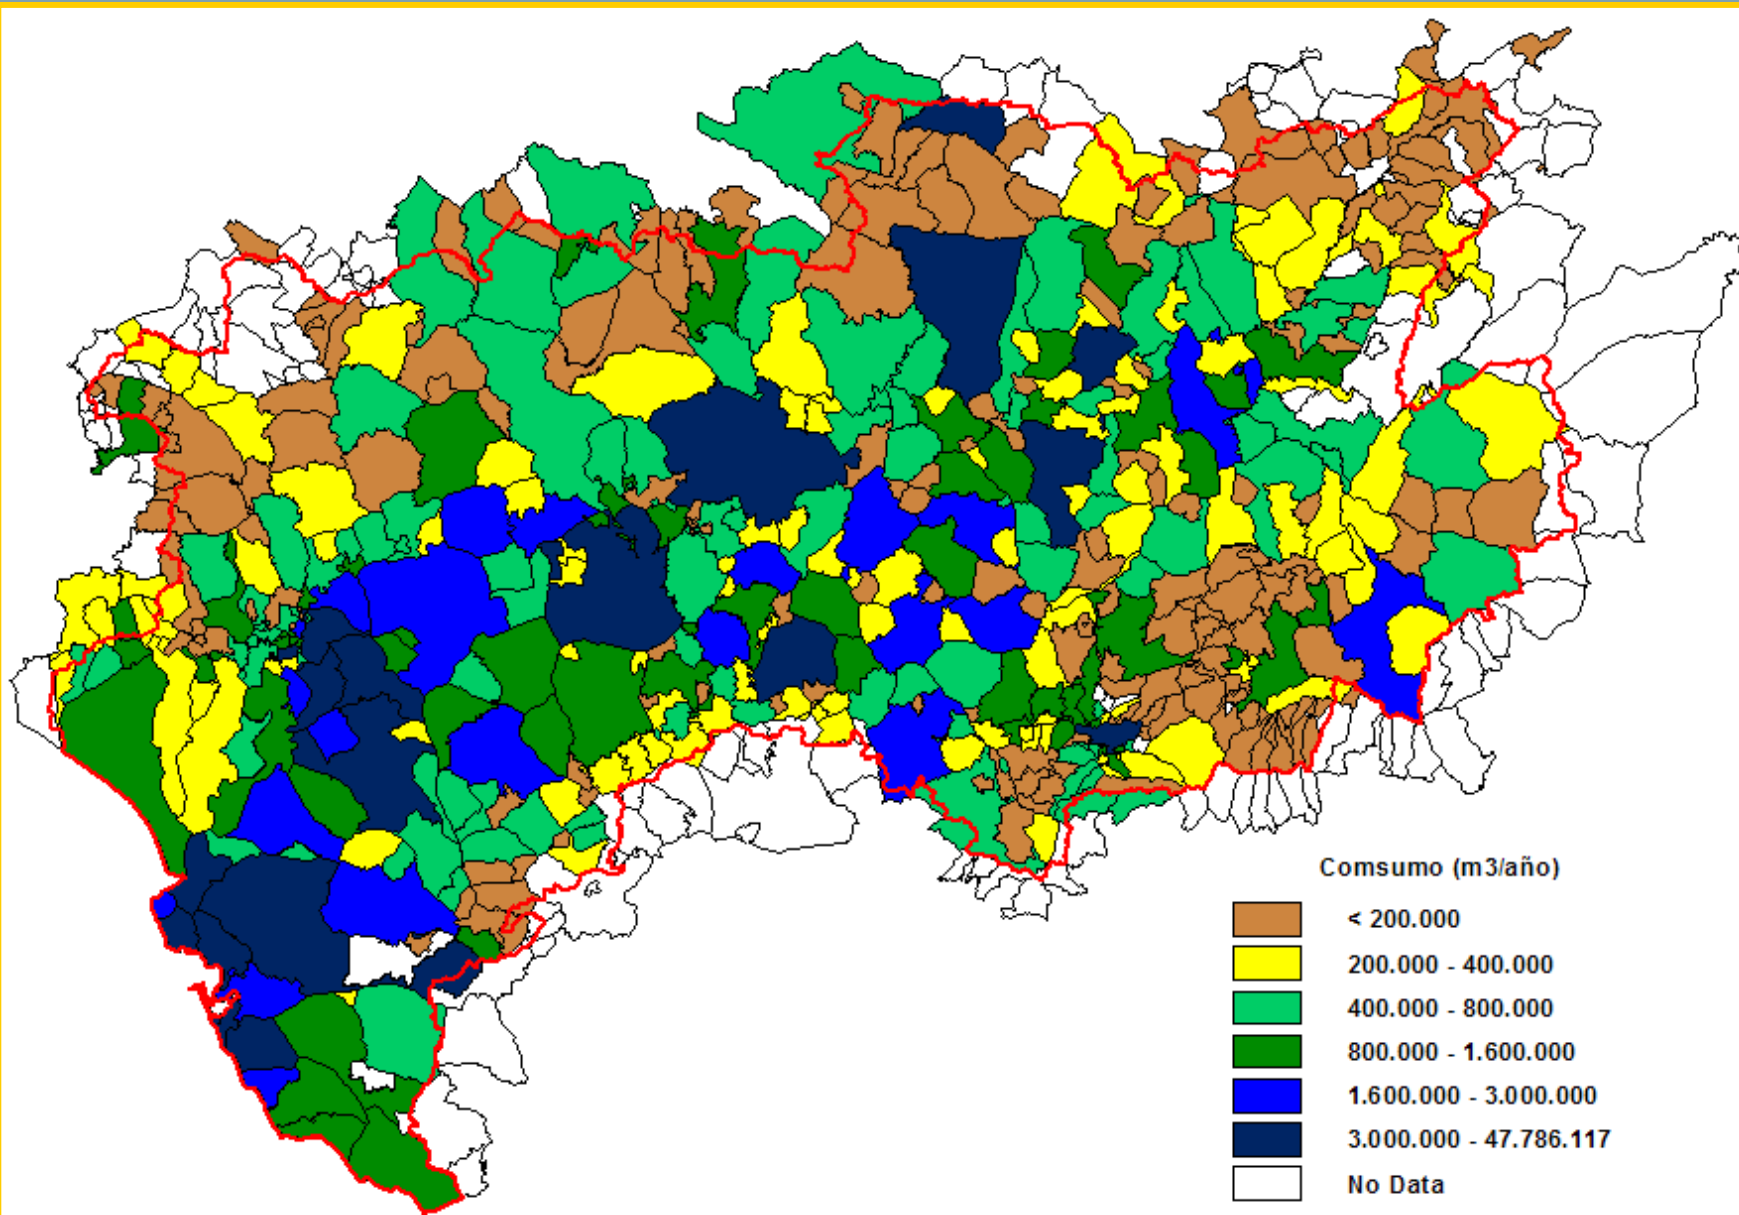 Comsumo (m3/año)
< 200.000
200.000 - 400.000
400.000 - 800.000
800.000 - 1.600.000
1.600.000 - 3.000.000
3.000.000 - 47.786.117
No Data